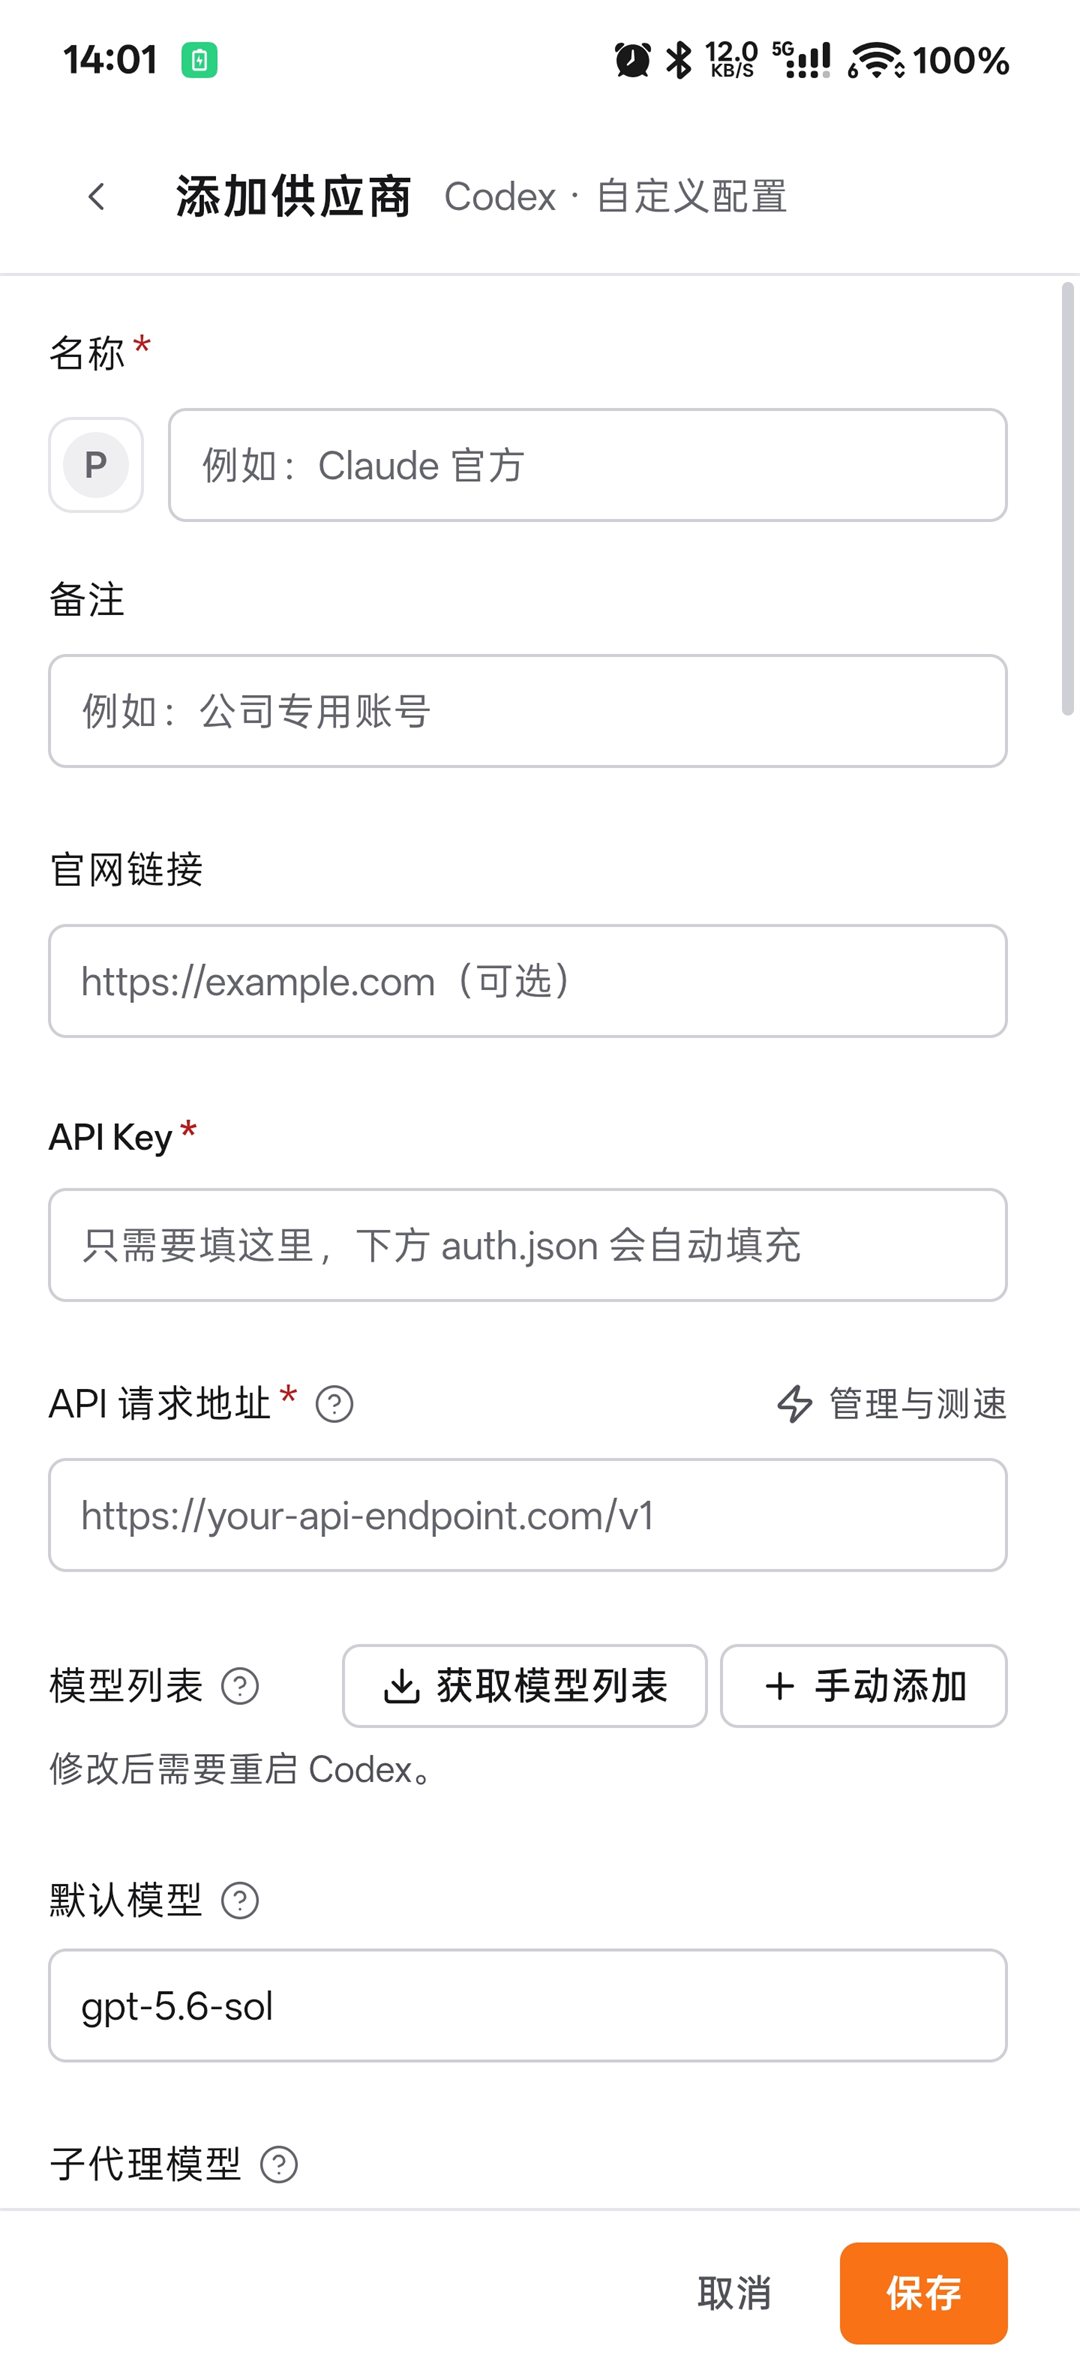 14:01 12.0 KB/S 5G 6 100%
添加供应商 Codex · 自定义配置
名称*
P 例如：Claude 官方
备注
例如：公司专用账号
官网链接
https://example.com（可选）
API Key*
只需要填这里，下方 auth.json 会自动填充
API 请求地址* ? 管理与测速
https://your-api-endpoint.com/v1
模型列表 ? 获取模型列表 + 手动添加
修改后需要重启 Codex。
默认模型 ?
gpt-5.6-sol
子代理模型 ?
取消 保存